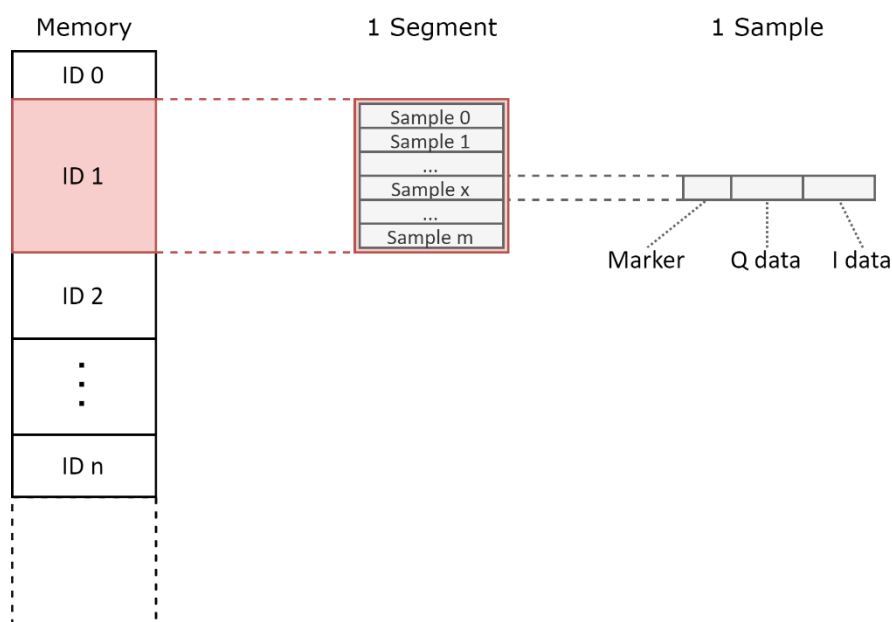 Memory
1 Segment
1 Sample
ID 0
ID 1
ID 2
⋮
ID n
Sample 0
Sample 1
...
Sample x
...
Sample m
Marker
Q data
I data